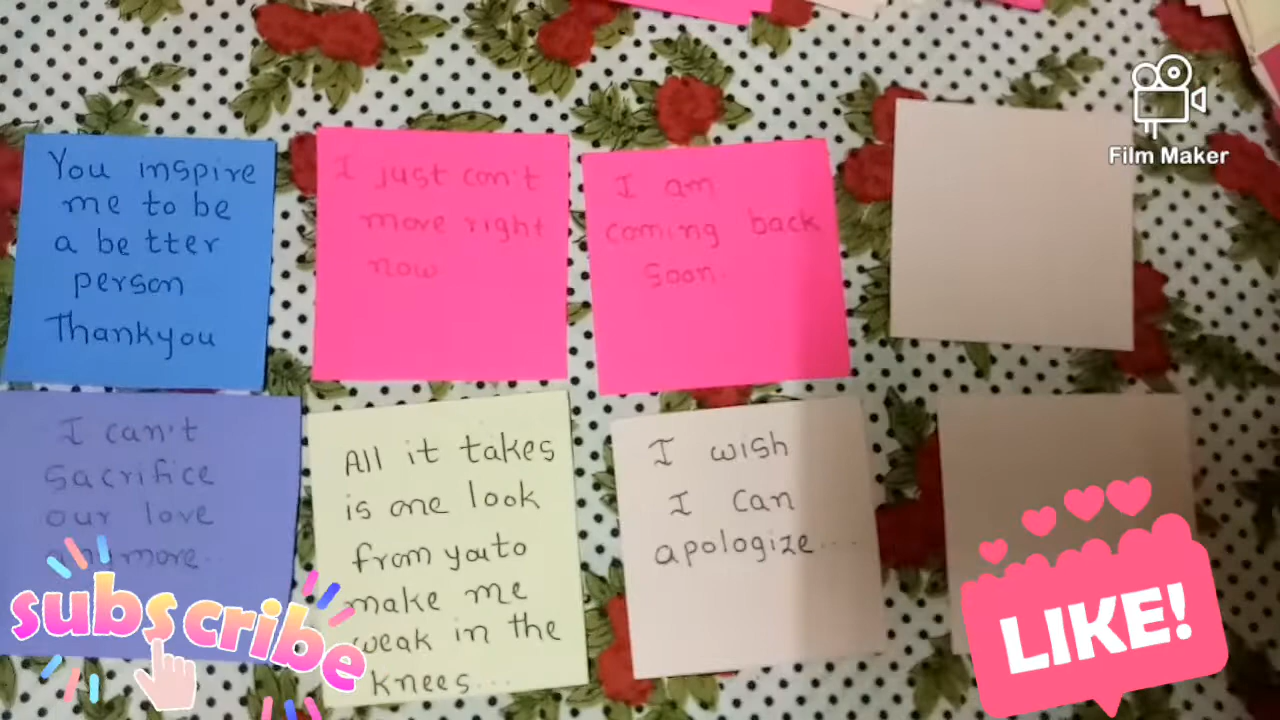 You inspire
me to be
a better
person
Thankyou
I just can't
move right
now
I am
coming back
soon.
I can't
sacrifice
our love
anymore...
All it takes
is one look
from you to
make me
weak in the
knees...
I wish
I can
apologize....
Film Maker
subscribe
LIKE!